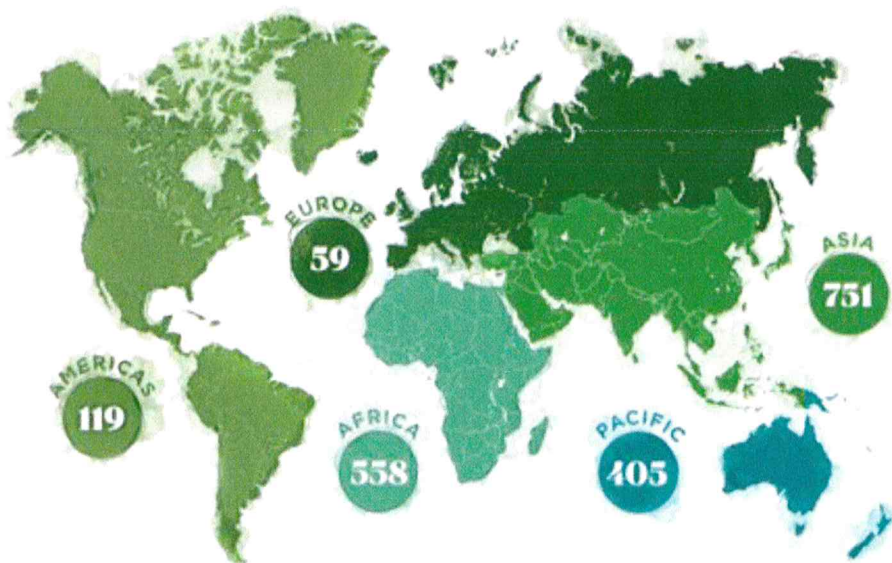 EUROPE
59
ASIA
751
AMERICAS
119
AFRICA
558
PACIFIC
405